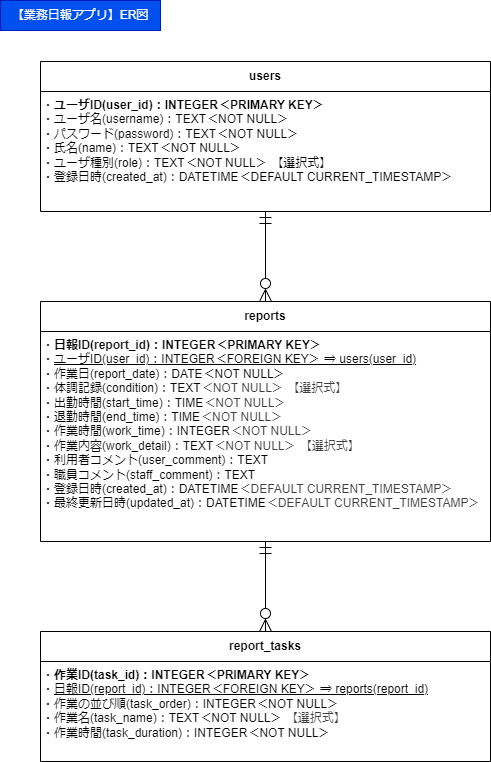 【業務日報アプリ】ER図
users
・ユーザID(user_id)：INTEGER＜PRIMARY KEY＞
・ユーザ名(username)：TEXT＜NOT NULL＞
・パスワード(password)：TEXT＜NOT NULL＞
・氏名(name)：TEXT＜NOT NULL＞
・ユーザ種別(role)：TEXT＜NOT NULL＞ 【選択式】
・登録日時(created_at)：DATETIME＜DEFAULT CURRENT_TIMESTAMP＞
reports
・日報ID(report_id)：INTEGER＜PRIMARY KEY＞
・ユーザID(user_id)：INTEGER＜FOREIGN KEY＞ ⇒ users(user_id)
・作業日(report_date)：DATE＜NOT NULL＞
・体調記録(condition)：TEXT＜NOT NULL＞ 【選択式】
・出勤時間(start_time)：TIME＜NOT NULL＞
・退勤時間(end_time)：TIME＜NOT NULL＞
・作業時間(work_time)：INTEGER＜NOT NULL＞
・作業内容(work_detail)：TEXT＜NOT NULL＞ 【選択式】
・利用者コメント(user_comment)：TEXT
・職員コメント(staff_comment)：TEXT
・登録日時(created_at)：DATETIME＜DEFAULT CURRENT_TIMESTAMP＞
・最終更新日時(updated_at)：DATETIME＜DEFAULT CURRENT_TIMESTAMP＞
report_tasks
・作業ID(task_id)：INTEGER＜PRIMARY KEY＞
・日報ID(report_id)：INTEGER＜FOREIGN KEY＞ ⇒ reports(report_id)
・作業の並び順(task_order)：INTEGER＜NOT NULL＞
・作業名(task_name)：TEXT＜NOT NULL＞ 【選択式】
・作業時間(task_duration)：INTEGER＜NOT NULL＞